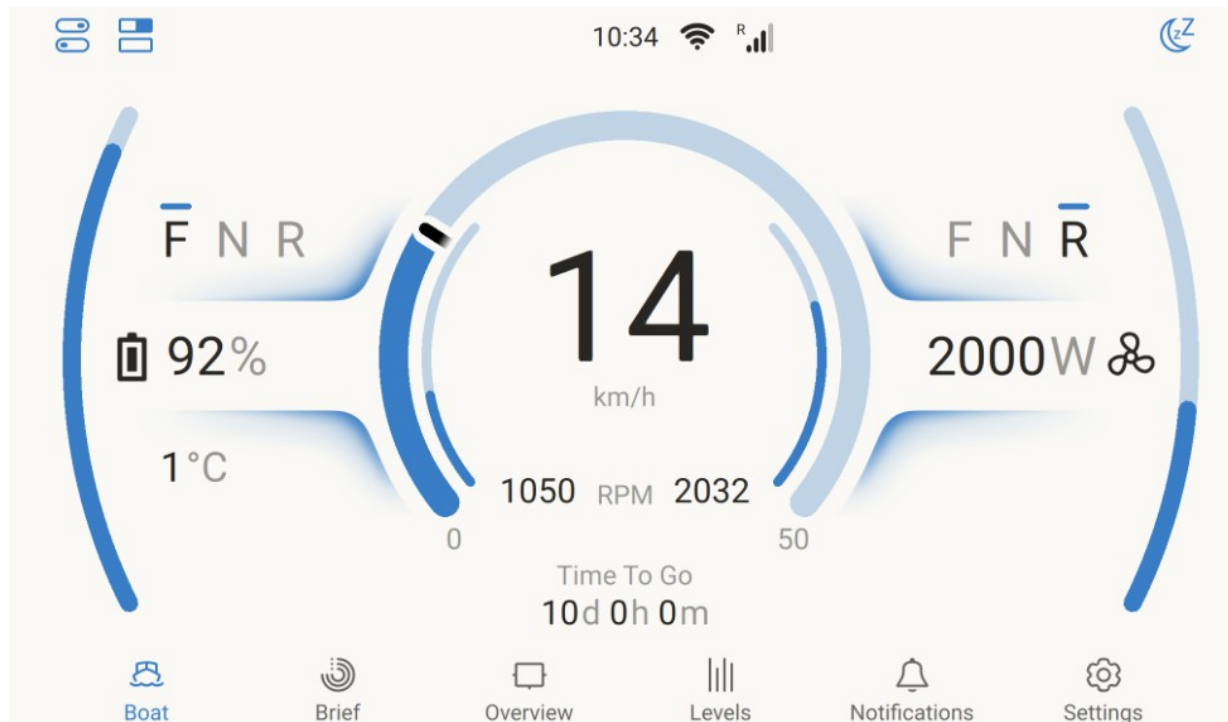 10:34 R
zZ
F N R
F N R
14
km/h
92%
2000W
1°C
1050 RPM 2032
0
50
Time To Go
10d 0h 0m
Boat
Brief
Overview
Levels
Notifications
Settings